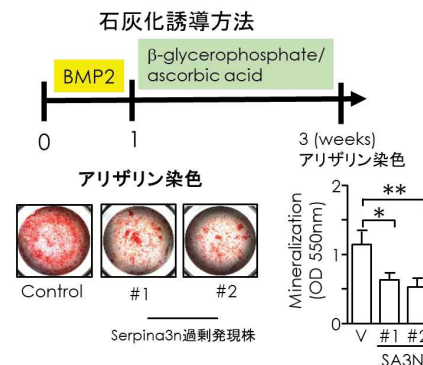 石灰化誘導方法
BMP2
β-glycerophosphate/
ascorbic acid
0
1
3 (weeks)
アリザリン染色
アリザリン染色
Control
#1
#2
Serpina3n過剰発現株
Mineralization
(OD 550nm)
2
1
0
*
**
V
#1
#2
SA3N